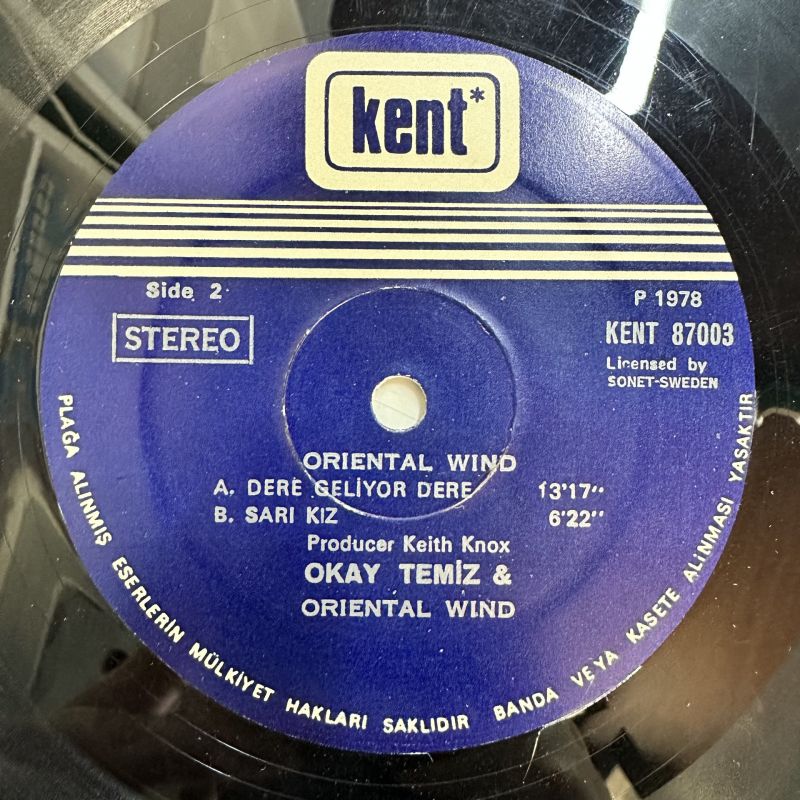 kent*
Side 2
P 1978
STEREO
KENT 87003
Licensed by
SONET-SWEDEN
ORIENTAL WIND
A. DERE GELİYOR DERE 13'17"
B. SARI KIZ 6'22"
Producer Keith Knox
OKAY TEMİZ &
ORIENTAL WIND
PLAĞA ALINMIŞ ESERLERİN MÜLKİYET HAKLARI SAKLIDIR BANDA VEYA KASETE ALINMASI YASAKTIR